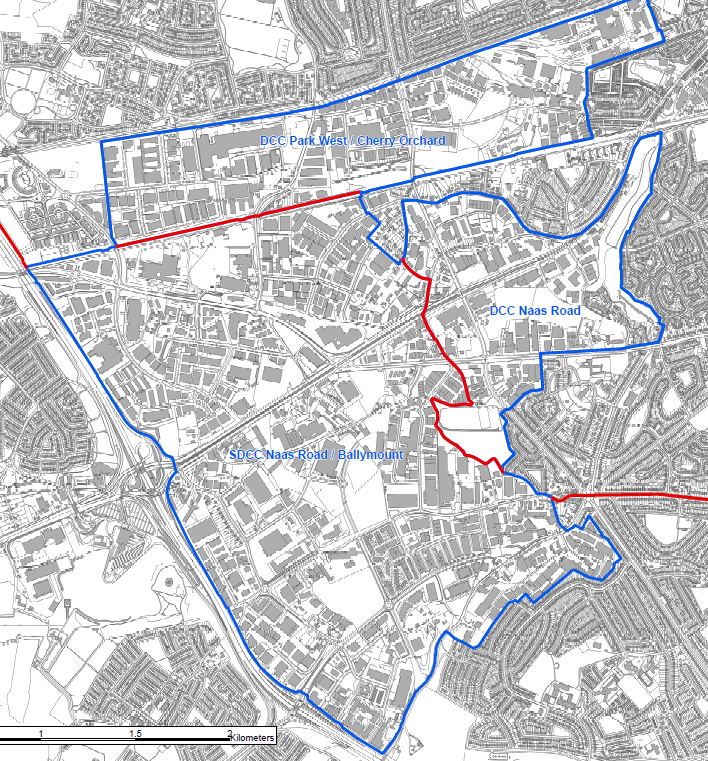 DCC Park West / Cherry Orchard
DCC Naas Road
SDCC Naas Road / Ballymount
1 1.5 2
Kilometers